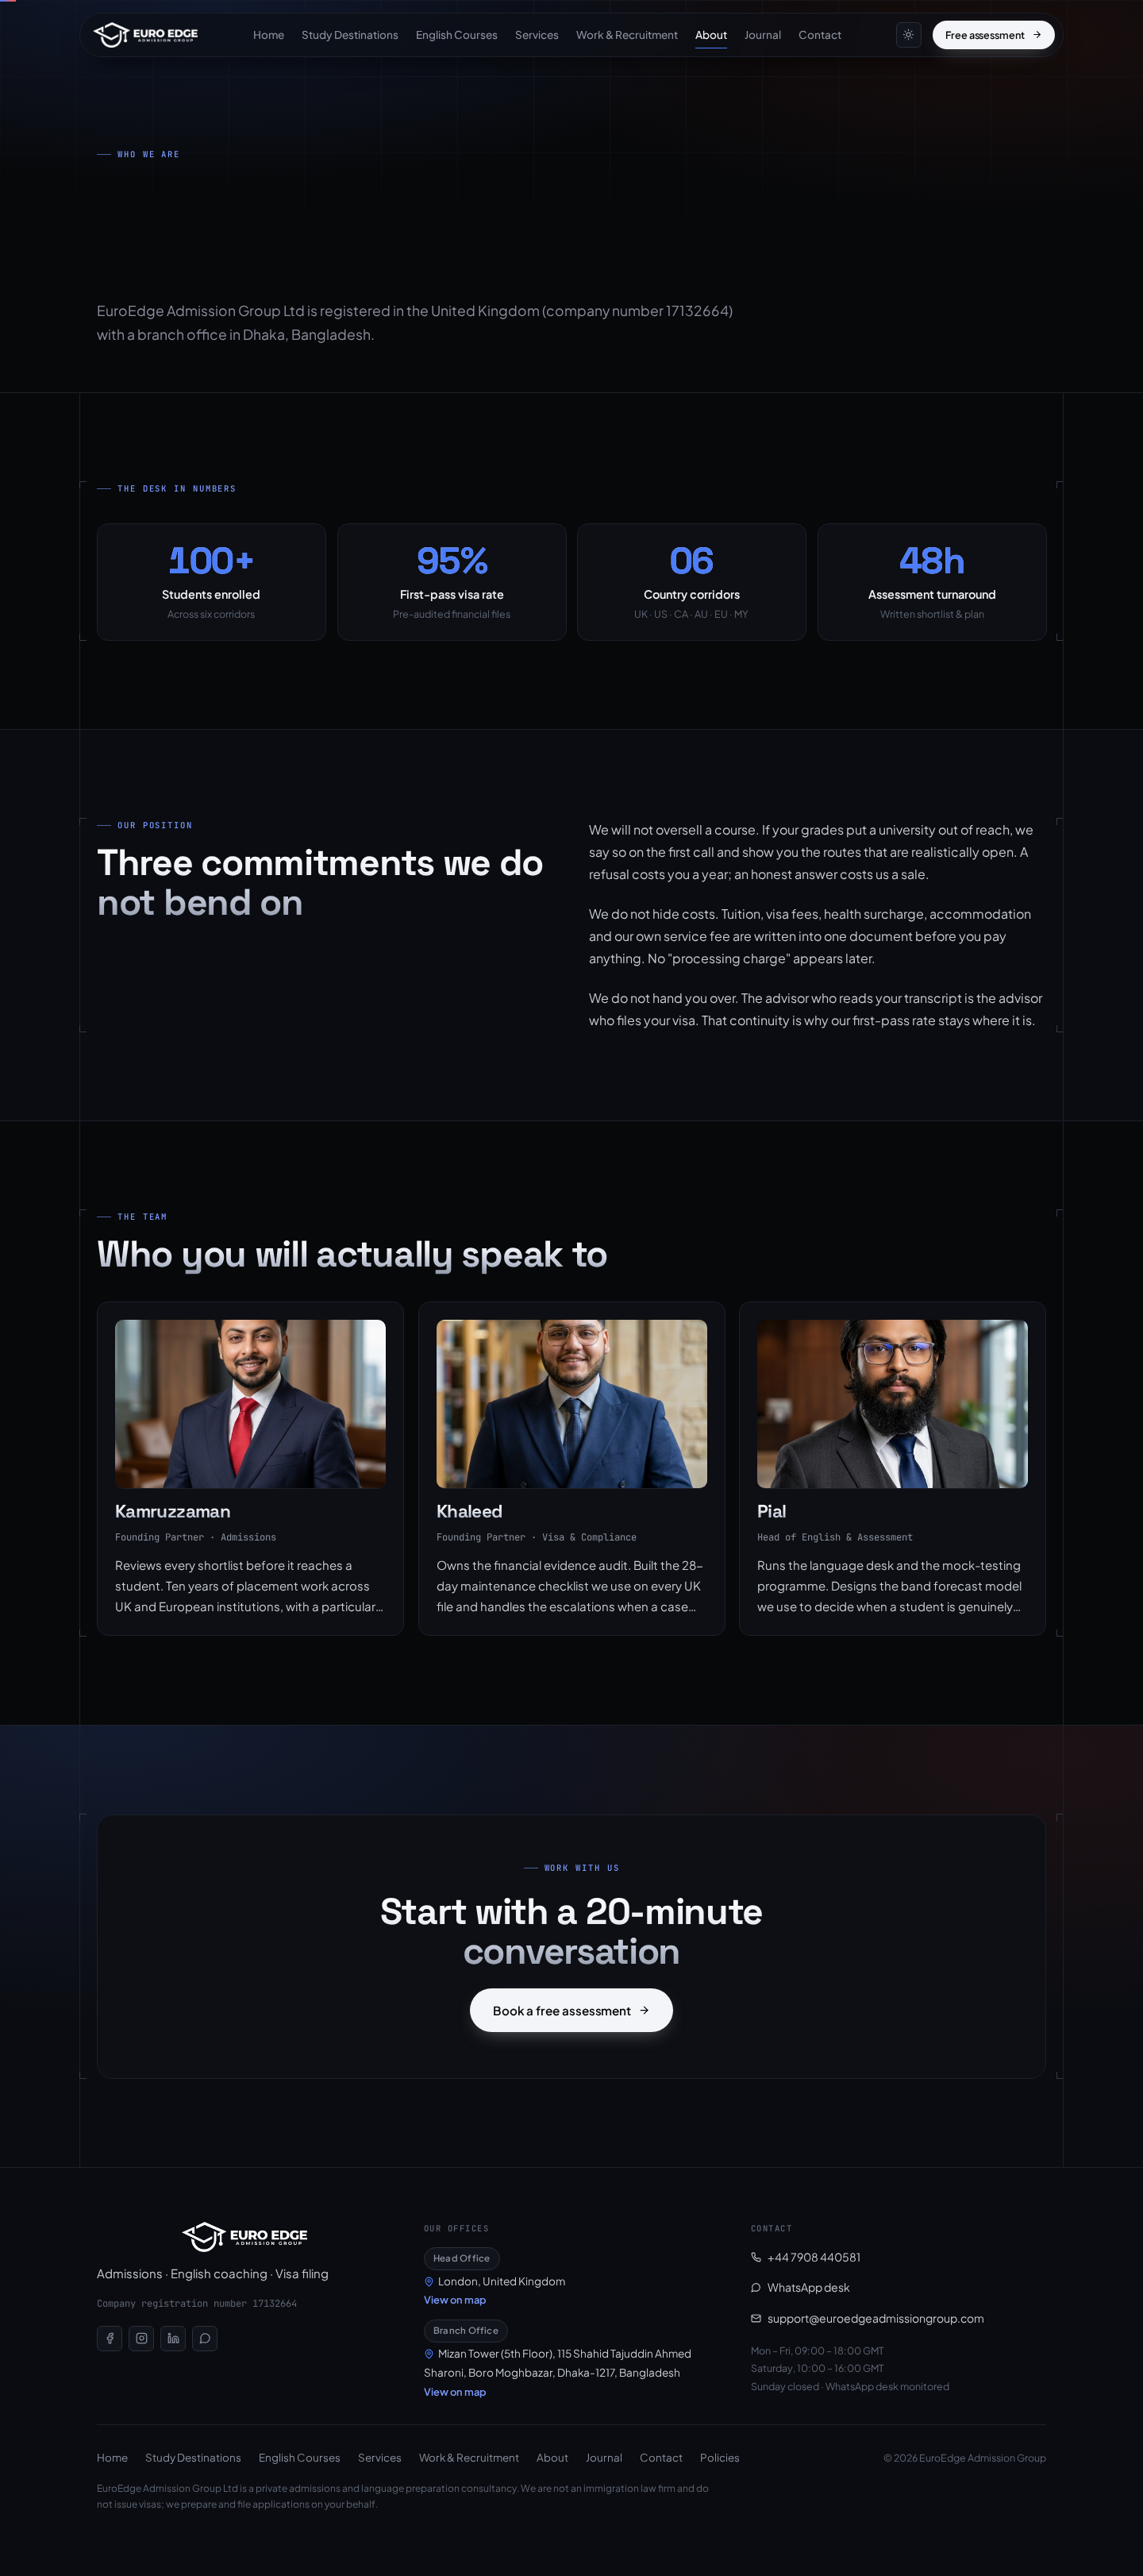 EURO EDGE
ADMISSION GROUP
Home Study Destinations English Courses Services Work & Recruitment About Journal Contact
Free assessment
WHO WE ARE
EuroEdge Admission Group Ltd is registered in the United Kingdom (company number 17132664)
with a branch office in Dhaka, Bangladesh.
THE DESK IN NUMBERS
100+
Students enrolled
Across six corridors
95%
First-pass visa rate
Pre-audited financial files
06
Country corridors
UK · US · CA · AU · EU · MY
48h
Assessment turnaround
Written shortlist & plan
OUR POSITION
Three commitments we do
not bend on
We will not oversell a course. If your grades put a university out of reach, we
say so on the first call and show you the routes that are realistically open. A
refusal costs you a year; an honest answer costs us a sale.
We do not hide costs. Tuition, visa fees, health surcharge, accommodation
and our own service fee are written into one document before you pay
anything. No "processing charge" appears later.
We do not hand you over. The advisor who reads your transcript is the advisor
who files your visa. That continuity is why our first-pass rate stays where it is.
THE TEAM
Who you will actually speak to
Kamruzzaman
Founding Partner · Admissions
Reviews every shortlist before it reaches a
student. Ten years of placement work across
UK and European institutions, with a particular…
Khaleed
Founding Partner · Visa & Compliance
Owns the financial evidence audit. Built the 28-
day maintenance checklist we use on every UK
file and handles the escalations when a case…
Pial
Head of English & Assessment
Runs the language desk and the mock-testing
programme. Designs the band forecast model
we use to decide when a student is genuinely…
WORK WITH US
Start with a 20-minute
conversation
Book a free assessment
EURO EDGE
ADMISSION GROUP
Admissions · English coaching · Visa filing
Company registration number 17132664
OUR OFFICES
Head Office
London, United Kingdom
View on map
Branch Office
Mizan Tower (5th Floor), 115 Shahid Tajuddin Ahmed
Sharoni, Boro Moghbazar, Dhaka-1217, Bangladesh
View on map
CONTACT
+44 7908 440581
WhatsApp desk
support@euroedgeadmissiongroup.com
Mon – Fri, 09:00 – 18:00 GMT
Saturday, 10:00 – 16:00 GMT
Sunday closed · WhatsApp desk monitored
Home Study Destinations English Courses Services Work & Recruitment About Journal Contact Policies
© 2026 EuroEdge Admission Group
EuroEdge Admission Group Ltd is a private admissions and language preparation consultancy. We are not an immigration law firm and do
not issue visas; we prepare and file applications on your behalf.